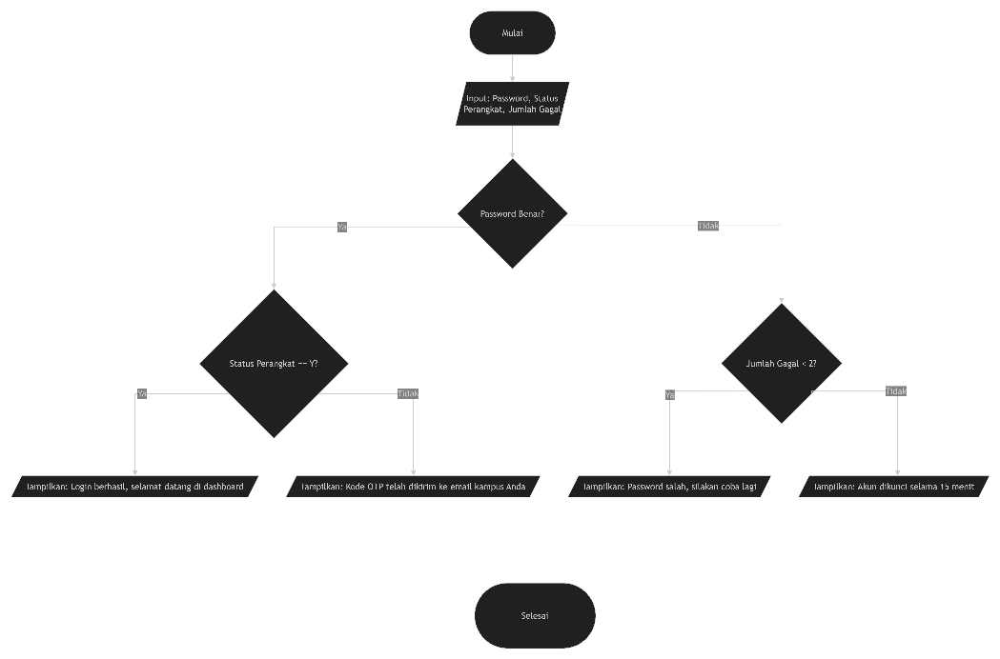 Mulai
Input: Password, Status
Perangkat, Jumlah Gagal
Password Benar?
Ya
Tidak
Status Perangkat == Y?
Jumlah Gagal < 2?
Ya
Tidak
Ya
Tidak
Tampilkan: Login berhasil, selamat datang di dashboard
Tampilkan: Kode OTP telah dikirim ke email kampus Anda
Tampilkan: Password salah, silakan coba lagi
Tampilkan: Akun dikunci selama 15 menit
Selesai